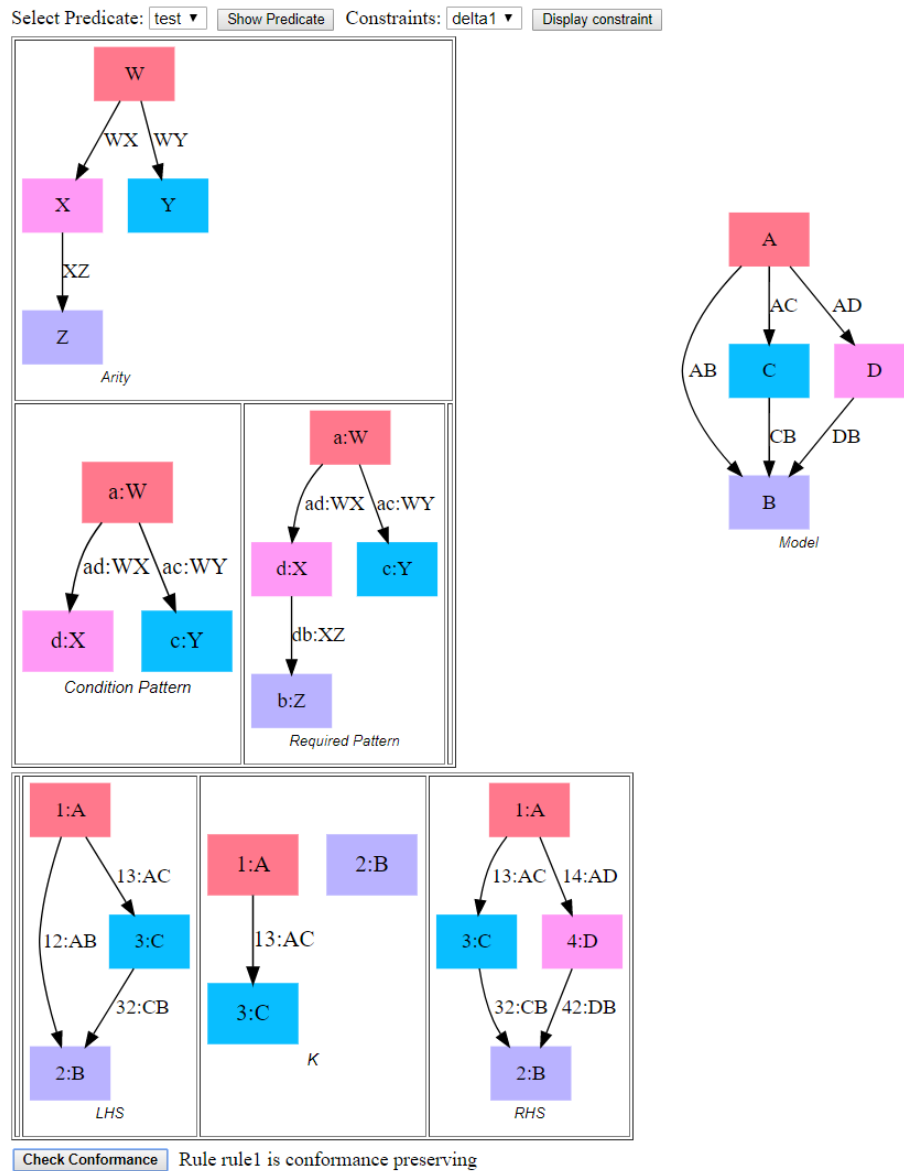 Select Predicate: test ▼ Show Predicate Constraints: delta1 ▼ Display constraint
W
WX WY
X Y
XZ
Z
Arity
A
AC AD
AB C D
CB DB
B
Model
a:W
ad:WX ac:WY
d:X c:Y
Condition Pattern
a:W
ad:WX ac:WY
d:X c:Y
db:XZ
b:Z
Required Pattern
1:A
13:AC
12:AB 3:C
32:CB
2:B
LHS
1:A 2:B
13:AC
3:C
K
1:A
13:AC 14:AD
3:C 4:D
32:CB 42:DB
2:B
RHS
Check Conformance Rule rule1 is conformance preserving